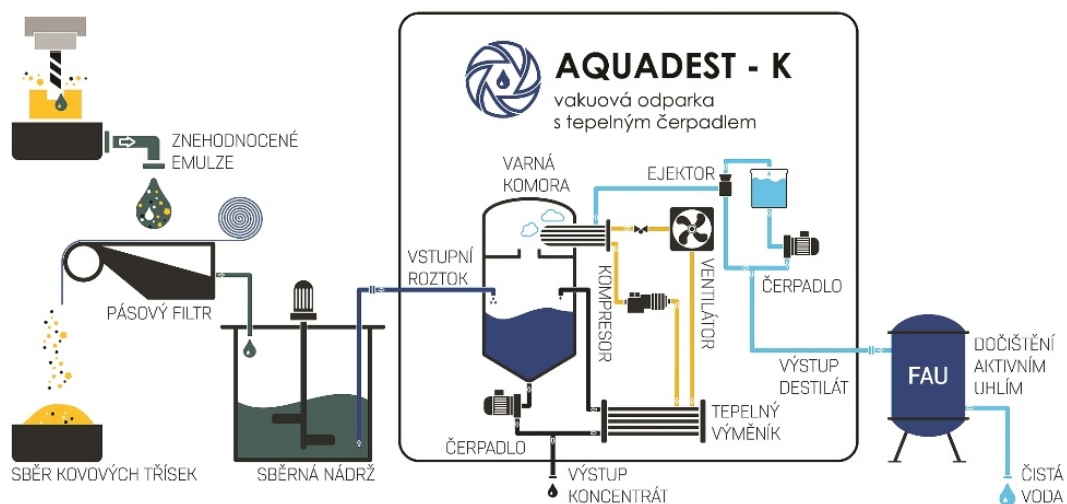 AQUADEST - K
vakuová odparka
s tepelným čerpadlem
ZNEHODNOCENÉ
EMULZE
VARNÁ
KOMORA
EJEKTOR
VSTUPNÍ
ROZTOK
KOMPRESOR
VENTILÁTOR
ČERPADLO
PÁSOVÝ FILTR
VÝSTUP
DESTILÁT
FAU
DOČIŠTĚNÍ
AKTIVNÍM
UHLÍM
TEPELNÝ
VÝMĚNÍK
ČERPADLO
SBĚR KOVOVÝCH TŘÍSEK
SBĚRNÁ NÁDRŽ
VÝSTUP
KONCENTRÁT
ČISTÁ
VODA